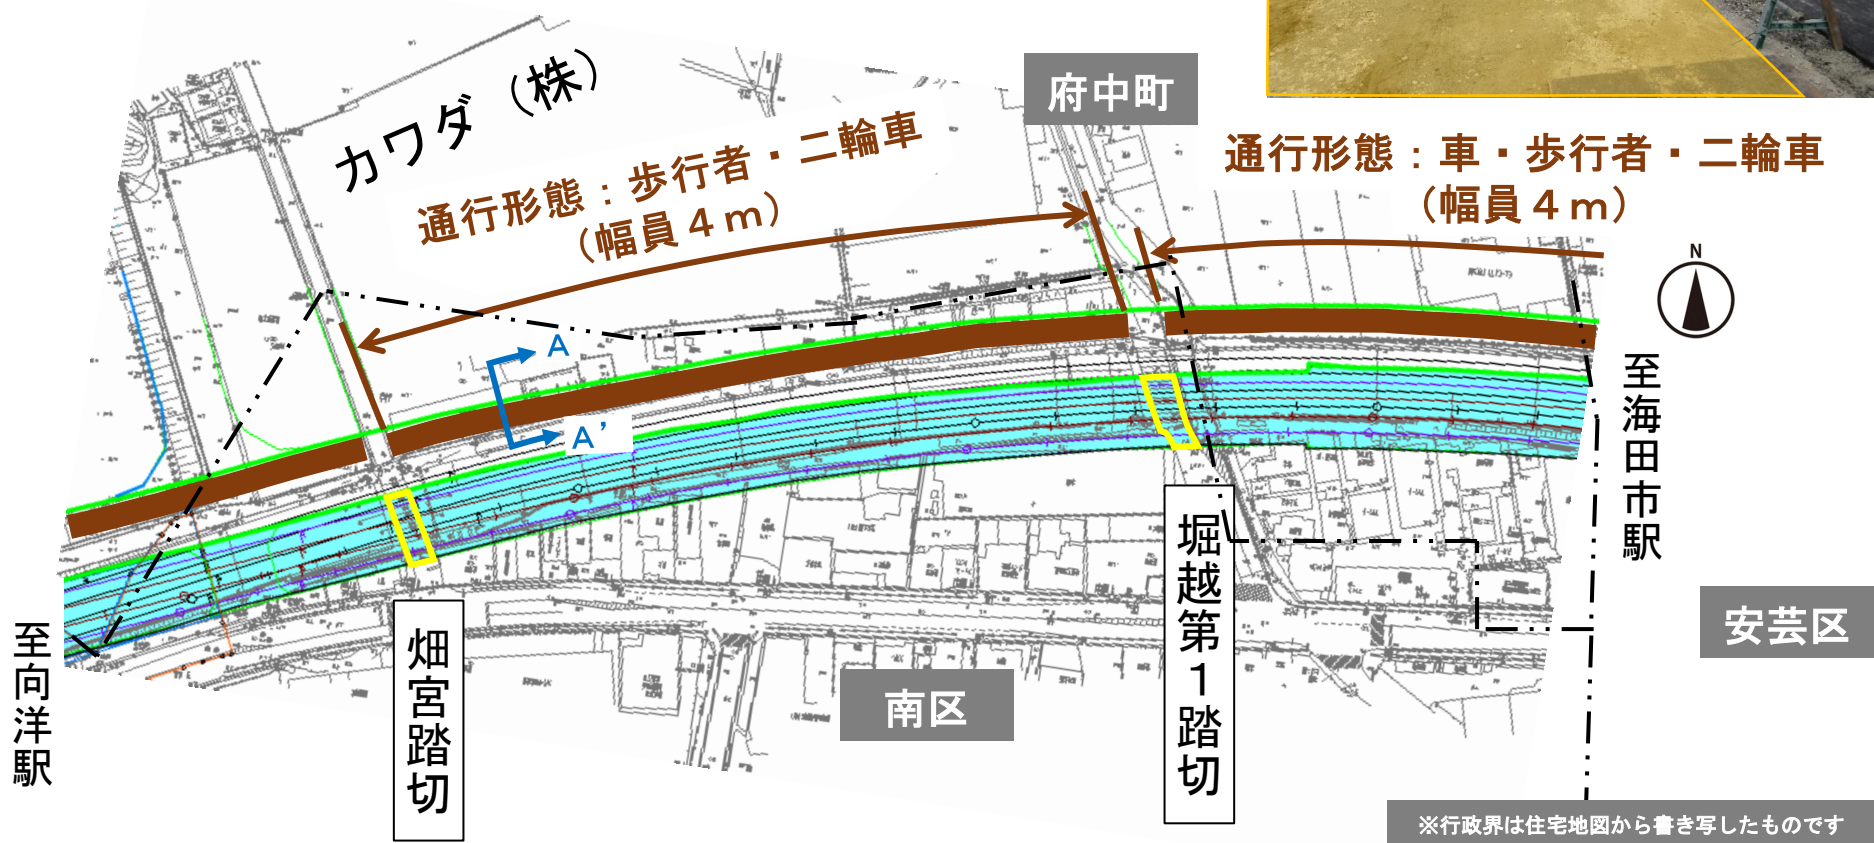 府中町
カワダ（株）
通行形態：歩行者・二輪車
（幅員４ｍ）
通行形態：車・歩行者・二輪車
（幅員４ｍ）
N
A
A’
至海田市駅
至向洋駅
畑宮踏切
堀越第１踏切
南区
安芸区
※行政界は住宅地図から書き写したものです